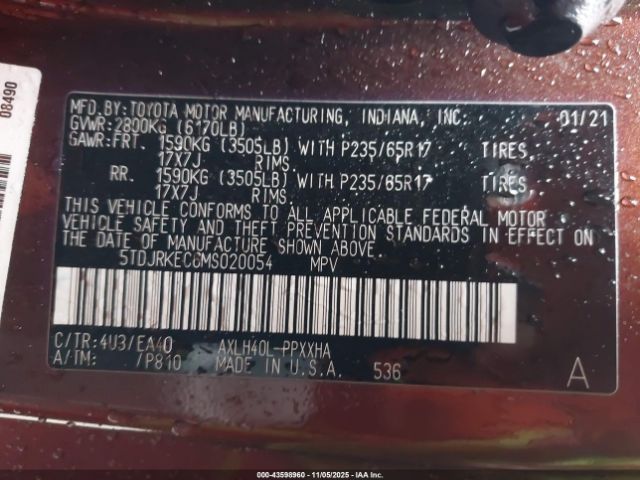 08490
MFD.BY:TOYOTA MOTOR MANUFACTURING, INDIANA, INC. 01/21
GVWR:2800KG (6170LB)
GAWR:FRT. 1590KG (3505LB) WITH P235/65R17 TIRES,
17X7J RIMS,
RR. 1590KG (3505LB) WITH P235/65R17 TIRES,
17X7J RIMS.
THIS VEHICLE CONFORMS TO ALL APPLICABLE FEDERAL MOTOR
VEHICLE SAFETY AND THEFT PREVENTION STANDARDS IN EFFECT ON
THE DATE OF MANUFACTURE SHOWN ABOVE.
5TDJRKEC6MS020054 MPV
C/TR:4U3/EA40 AXLH40L-PPXXHA
A/TM: /P810 MADE IN U.S.A. 536 A
000-43598960 - 11/05/2025 - IAA Inc.